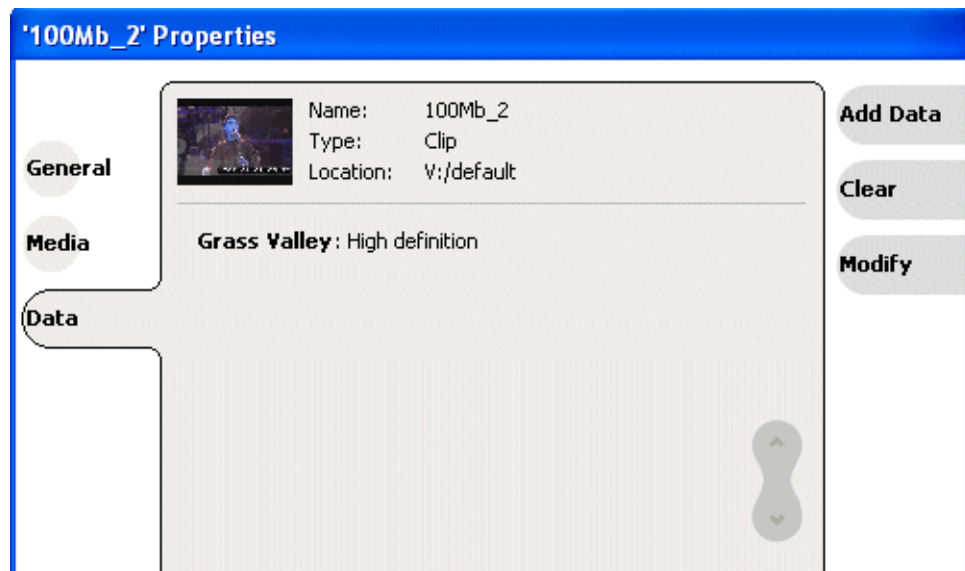 '100Mb_2' Properties
General
Media
Data
Name: 100Mb_2
Type: Clip
Location: V:/default
Grass Valley: High definition
Add Data
Clear
Modify